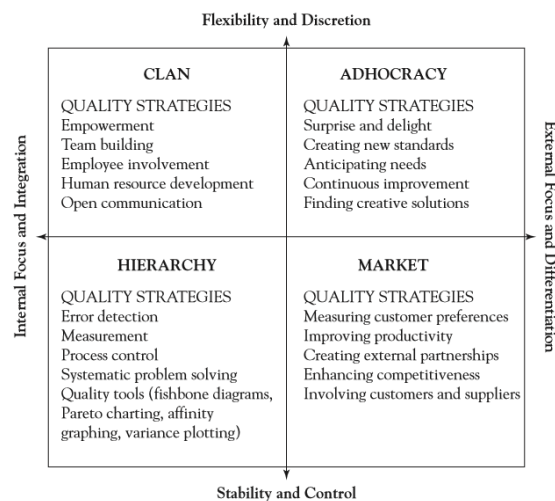 Flexibility and Discretion
Internal Focus and Integration
CLAN
QUALITY STRATEGIES
Empowerment
Team building
Employee involvement
Human resource development
Open communication
ADHOCRACY
QUALITY STRATEGIES
Surprise and delight
Creating new standards
Anticipating needs
Continuous improvement
Finding creative solutions
External Focus and Differentiation
HIERARCHY
QUALITY STRATEGIES
Error detection
Measurement
Process control
Systematic problem solving
Quality tools (fishbone diagrams,
Pareto charting, affinity
graphing, variance plotting)
MARKET
QUALITY STRATEGIES
Measuring customer preferences
Improving productivity
Creating external partnerships
Enhancing competitiveness
Involving customers and suppliers
Stability and Control